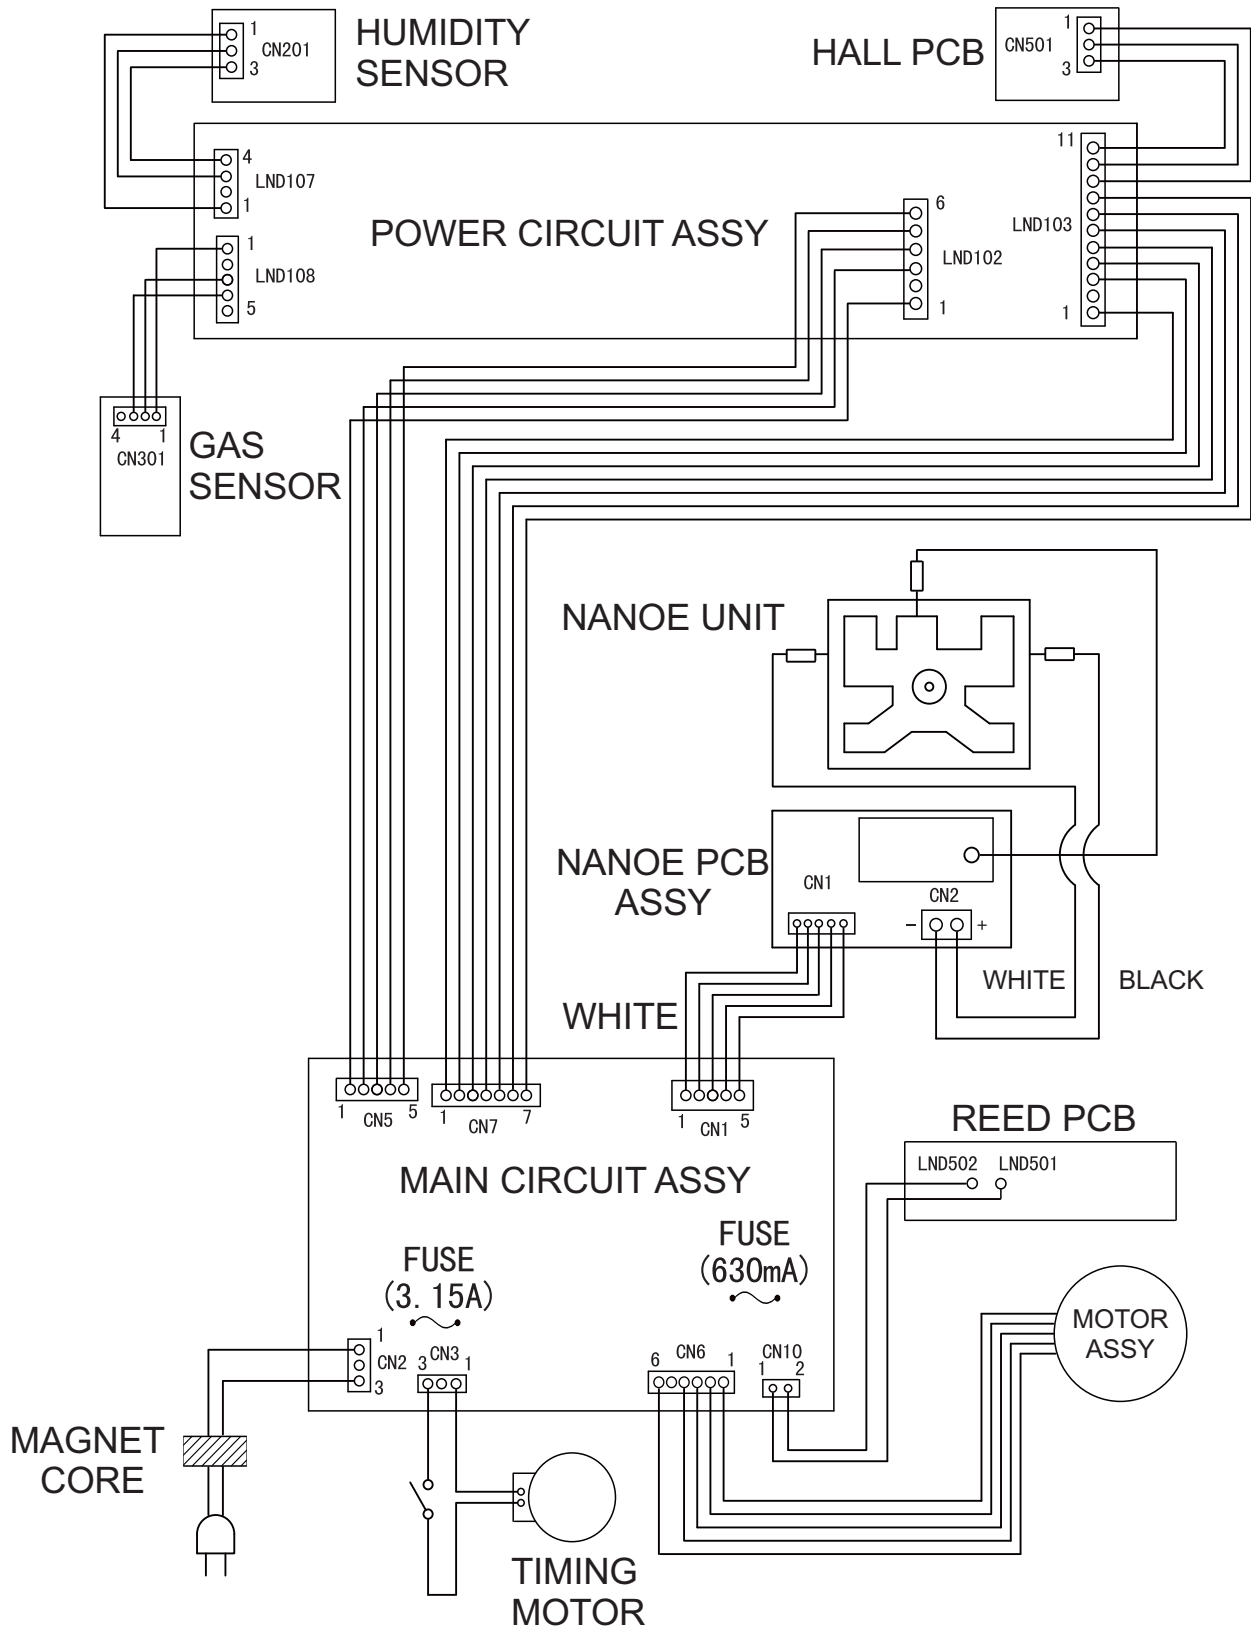 1
CN201
3
HUMIDITY
SENSOR
HALL PCB
1
CN501
3
4
LND107
1
11
LND103
1
POWER CIRCUIT ASSY
6
LND102
1
1
LND108
5
4 1
CN301
GAS
SENSOR
NANOE UNIT
NANOE PCB
ASSY
CN1
CN2
- +
WHITE BLACK
WHITE
1 CN5 5
1 CN7 7
1 CN1 5
MAIN CIRCUIT ASSY
REED PCB
LND502 LND501
FUSE
(3.15A)
FUSE
(630mA)
MOTOR
ASSY
1
CN2
3
CN3
3 1
6 CN6 1
CN10
1 2
MAGNET
CORE
TIMING
MOTOR